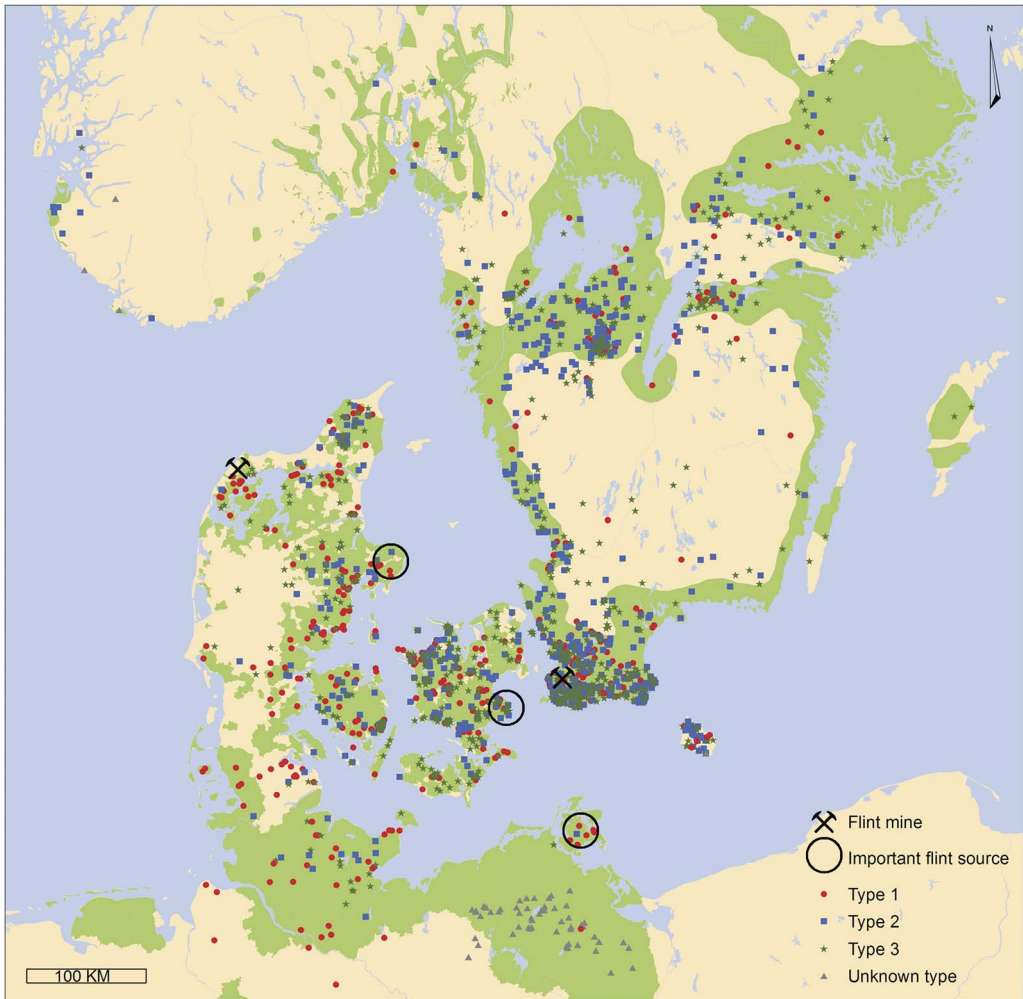 N
Flint mine
Important flint source
Type 1
Type 2
Type 3
Unknown type
100 KM